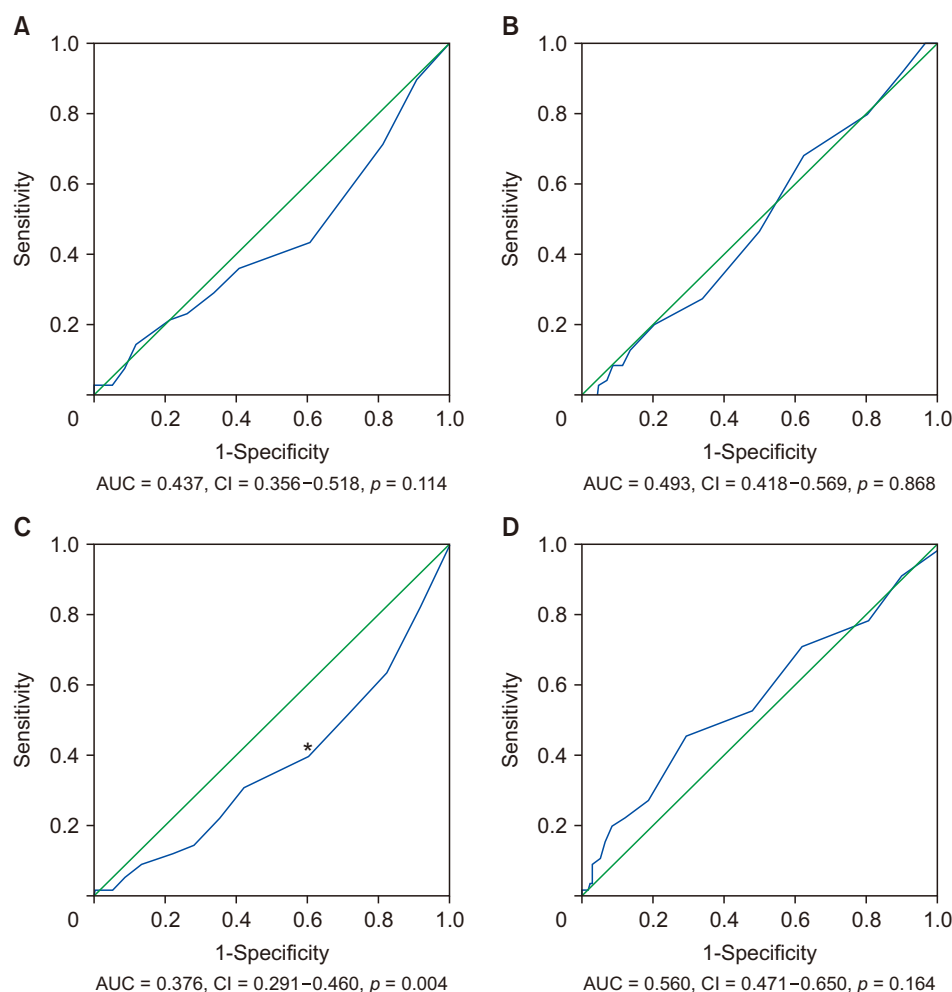 A
1.0
0.8
0.6
0.4
0.2
Sensitivity
0 0.2 0.4 0.6 0.8 1.0
1-Specificity
AUC = 0.437, CI = 0.356−0.518, p = 0.114
B
1.0
0.8
0.6
0.4
0.2
Sensitivity
0 0.2 0.4 0.6 0.8 1.0
1-Specificity
AUC = 0.493, CI = 0.418−0.569, p = 0.868
C
1.0
0.8
0.6
0.4
0.2
Sensitivity
*
0 0.2 0.4 0.6 0.8 1.0
1-Specificity
AUC = 0.376, CI = 0.291−0.460, p = 0.004
D
1.0
0.8
0.6
0.4
0.2
Sensitivity
0 0.2 0.4 0.6 0.8 1.0
1-Specificity
AUC = 0.560, CI = 0.471−0.650, p = 0.164